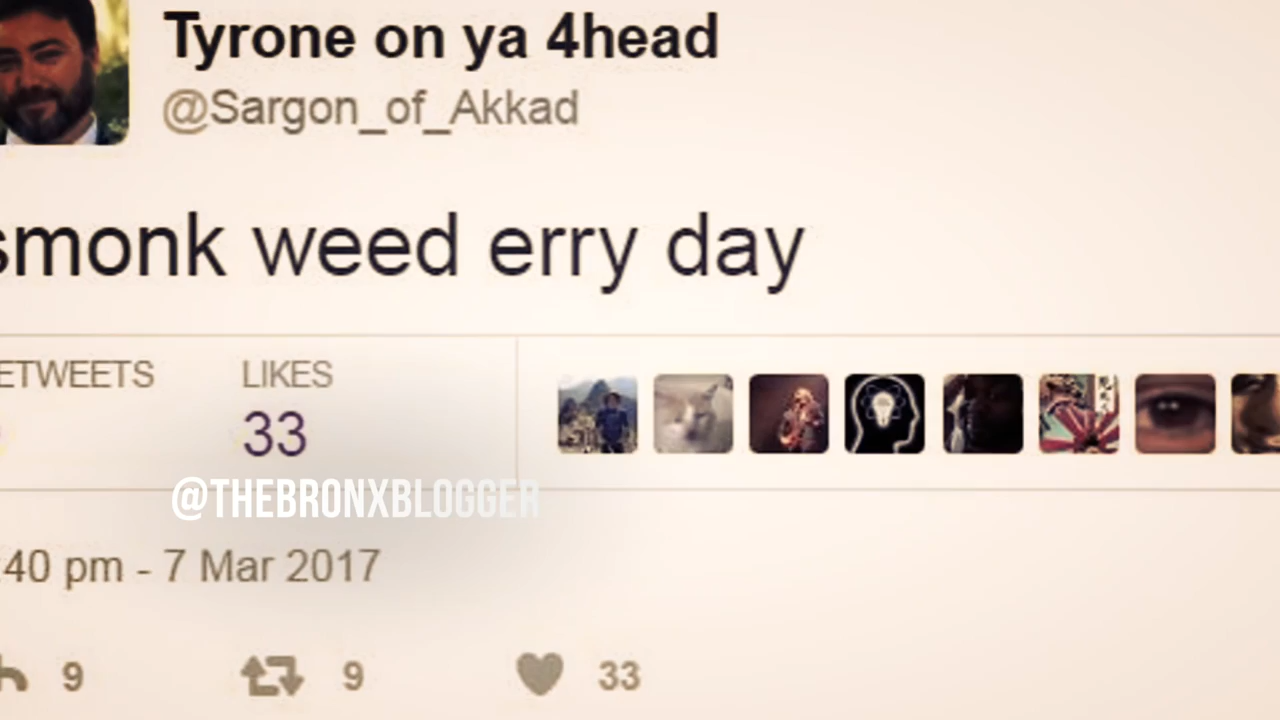 Tyrone on ya 4head
@Sargon_of_Akkad
smonk weed erry day
ETWEETS LIKES
33
@THEBRONXBLOGGER
40 pm - 7 Mar 2017
9 9 33